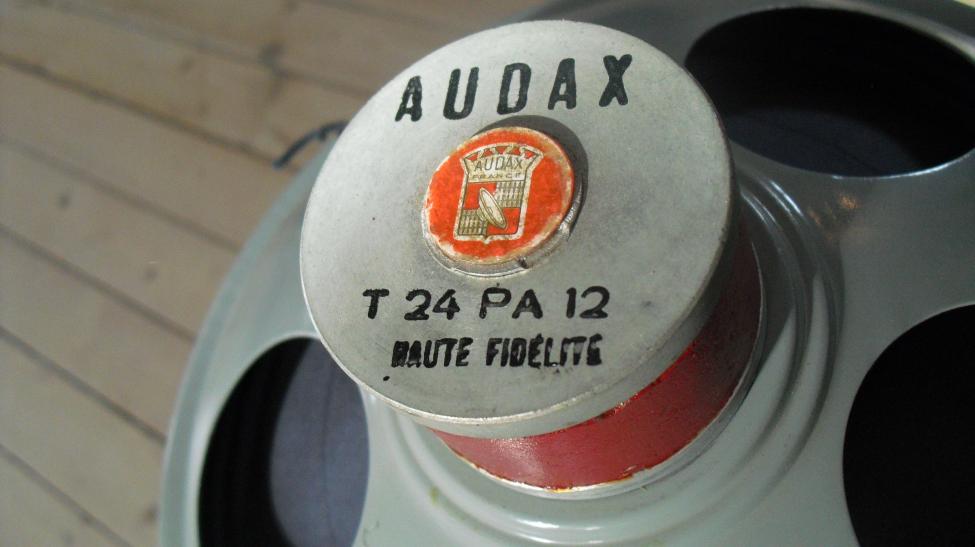 AUDAX
AUDAX
FRANCE
T 24 PA 12
HAUTE FIDÉLITÉ